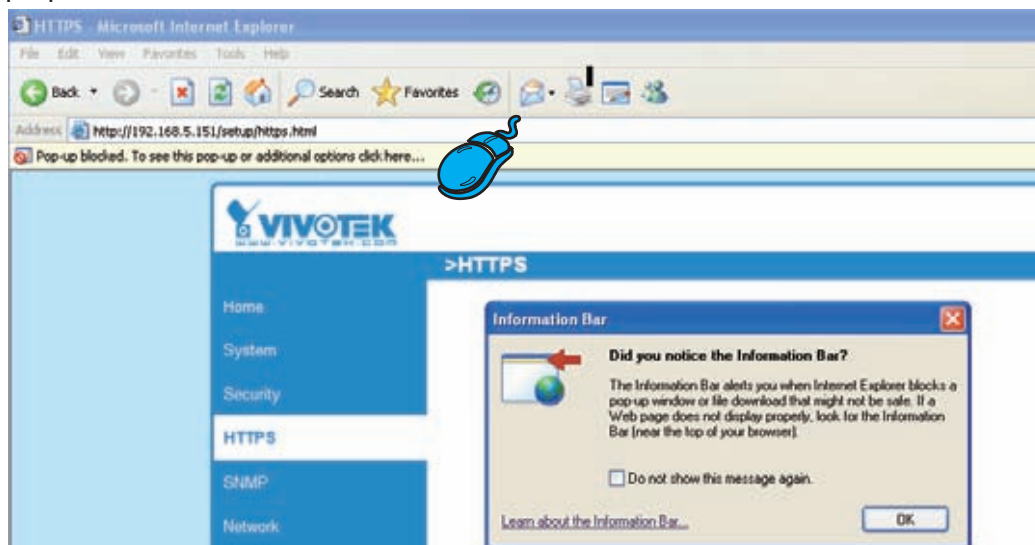 HTTPS - Microsoft Internet Explorer
File Edit View Favorites Tools Help
Back Search Favorites
Address http://192.168.5.151/setup/https.html
Pop-up blocked. To see this pop-up or additional options click here...
VIVOTEK
www.vivotek.com
>HTTPS
Home
System
Security
HTTPS
SNMP
Network
Information Bar
Did you notice the Information Bar?
The Information Bar alerts you when Internet Explorer blocks a
pop-up window or file download that might not be safe. If a
Web page does not display properly, look for the Information
Bar (near the top of your browser).
Do not show this message again.
Learn about the Information Bar...
OK